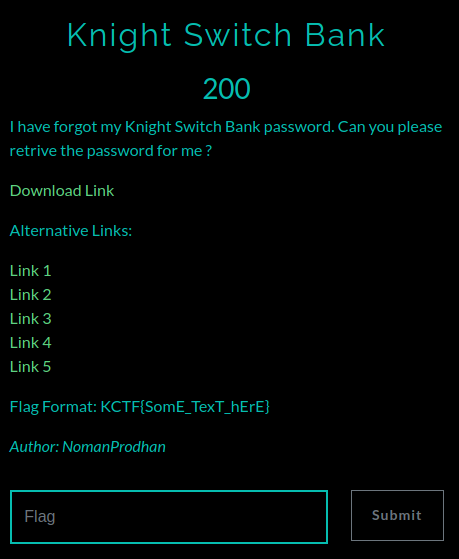 Knight Switch Bank
200
I have forgot my Knight Switch Bank password. Can you please
retrive the password for me ?
Download Link
Alternative Links:
Link 1
Link 2
Link 3
Link 4
Link 5
Flag Format: KCTF{SomE_TexT_hErE}
Author: NomanProdhan
Flag
Submit